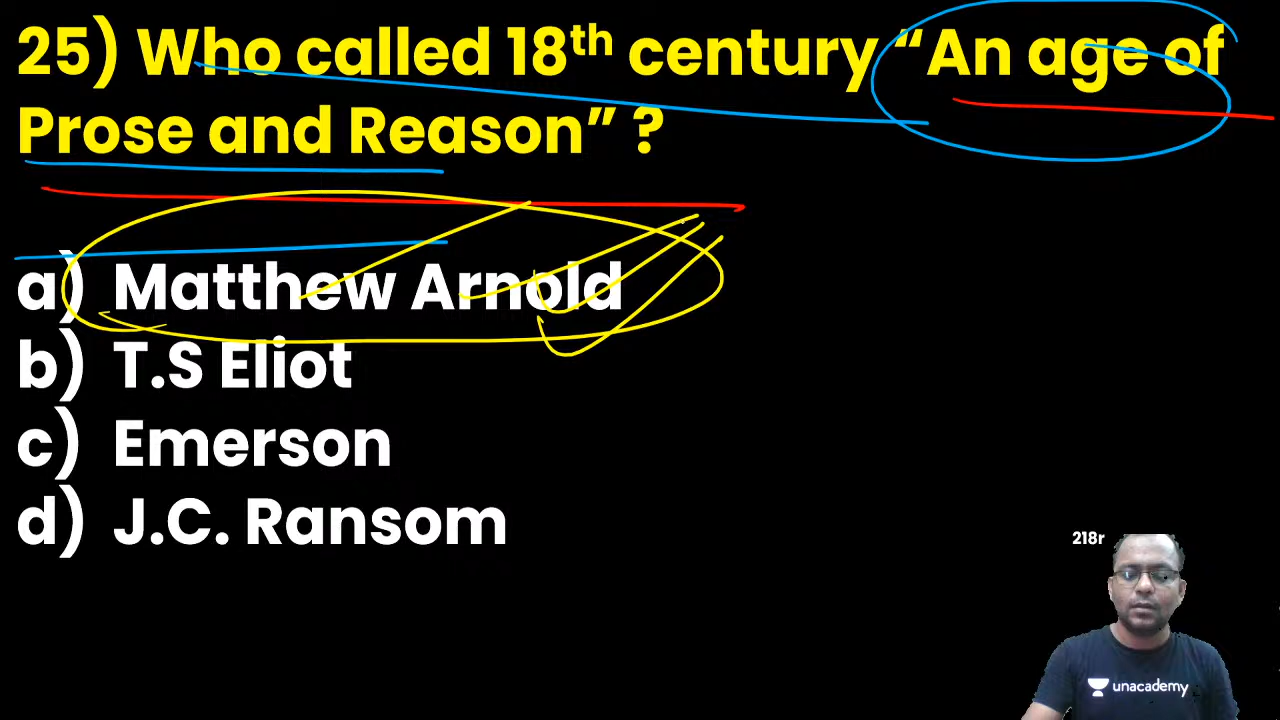 25) Who called 18th century “An age of
Prose and Reason” ?
a) Matthew Arnold
b) T.S Eliot
c) Emerson
d) J.C. Ransom
218r
unacademy